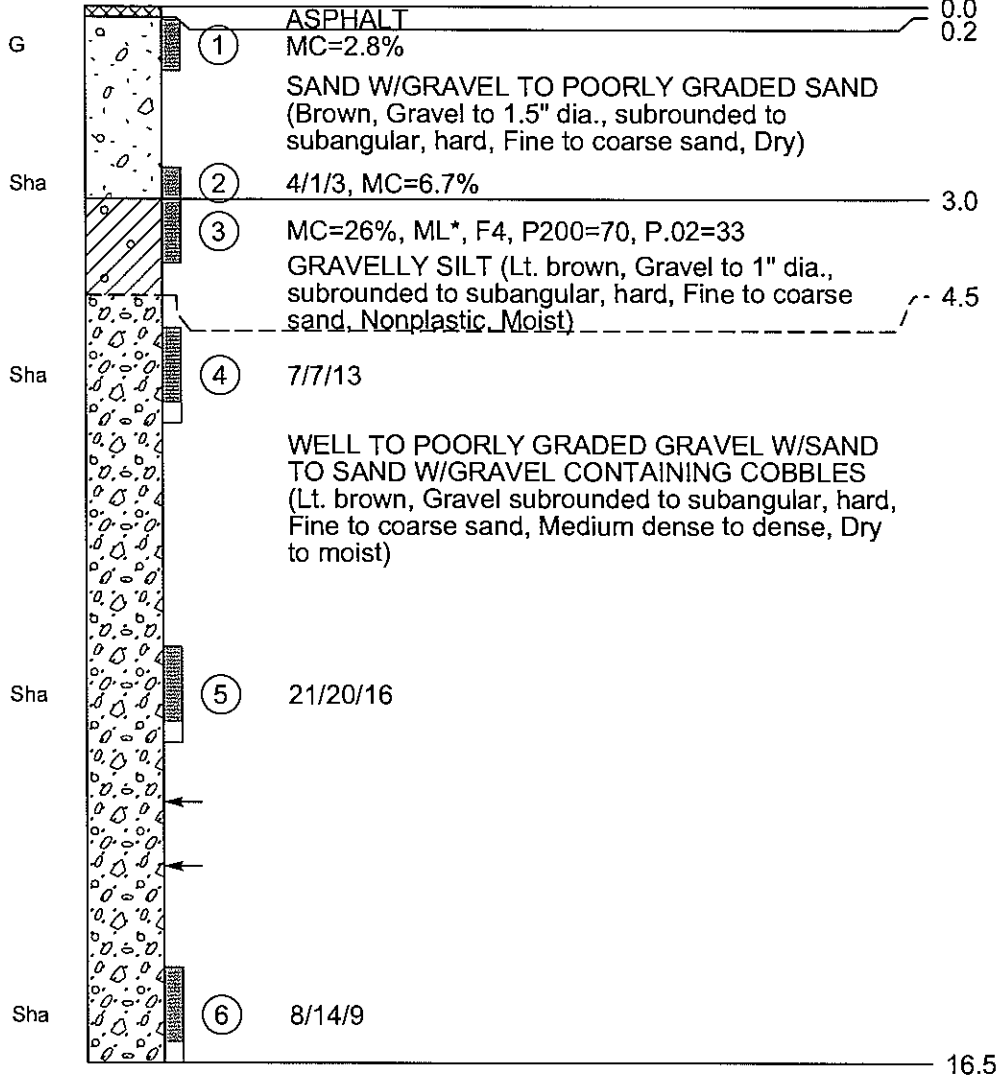 ASPHALT 0.0
0.2
G 1 MC=2.8%
SAND W/GRAVEL TO POORLY GRADED SAND
(Brown, Gravel to 1.5" dia., subrounded to
subangular, hard, Fine to coarse sand, Dry)
Sha 2 4/1/3, MC=6.7%
3.0
3 MC=26%, ML*, F4, P200=70, P.02=33
GRAVELLY SILT (Lt. brown, Gravel to 1" dia.,
subrounded to subangular, hard, Fine to coarse 4.5
sand, Nonplastic, Moist)
Sha 4 7/7/13
WELL TO POORLY GRADED GRAVEL W/SAND
TO SAND W/GRAVEL CONTAINING COBBLES
(Lt. brown, Gravel subrounded to subangular, hard,
Fine to coarse sand, Medium dense to dense, Dry
to moist)
Sha 5 21/20/16
Sha 6 8/14/9
16.5